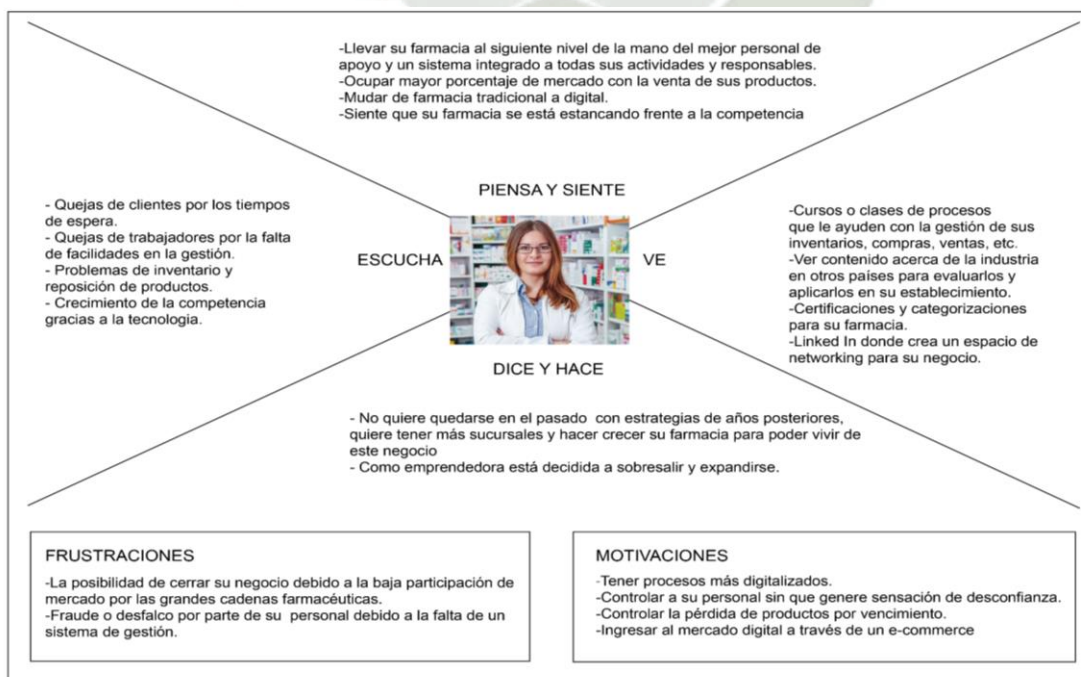 -Llevar su farmacia al siguiente nivel de la mano del mejor personal de
apoyo y un sistema integrado a todas sus actividades y responsables.
-Ocupar mayor porcentaje de mercado con la venta de sus productos.
-Mudar de farmacia tradicional a digital.
-Siente que su farmacia se está estancando frente a la competencia
PIENSA Y SIENTE
- Quejas de clientes por los tiempos
de espera.
- Quejas de trabajadores por la falta
de facilidades en la gestión.
- Problemas de inventario y
reposición de productos.
- Crecimiento de la competencia
gracias a la tecnologia.
ESCUCHA
VE
-Cursos o clases de procesos
que le ayuden con la gestión de sus
inventarios, compras, ventas, etc.
-Ver contenido acerca de la industria
en otros países para evaluarlos y
aplicarlos en su establecimiento.
-Certificaciones y categorizaciones
para su farmacia.
-Linked In donde crea un espacio de
networking para su negocio.
DICE Y HACE
- No quiere quedarse en el pasado con estrategias de años posteriores,
quiere tener más sucursales y hacer crecer su farmacia para poder vivir de
este negocio
- Como emprendedora está decidida a sobresalir y expandirse.
FRUSTRACIONES
-La posibilidad de cerrar su negocio debido a la baja participación de
mercado por las grandes cadenas farmacéuticas.
-Fraude o desfalco por parte de su personal debido a la falta de un
sistema de gestión.
MOTIVACIONES
-Tener procesos más digitalizados.
-Controlar a su personal sin que genere sensación de desconfianza.
-Controlar la pérdida de productos por vencimiento.
-Ingresar al mercado digital a través de un e-commerce